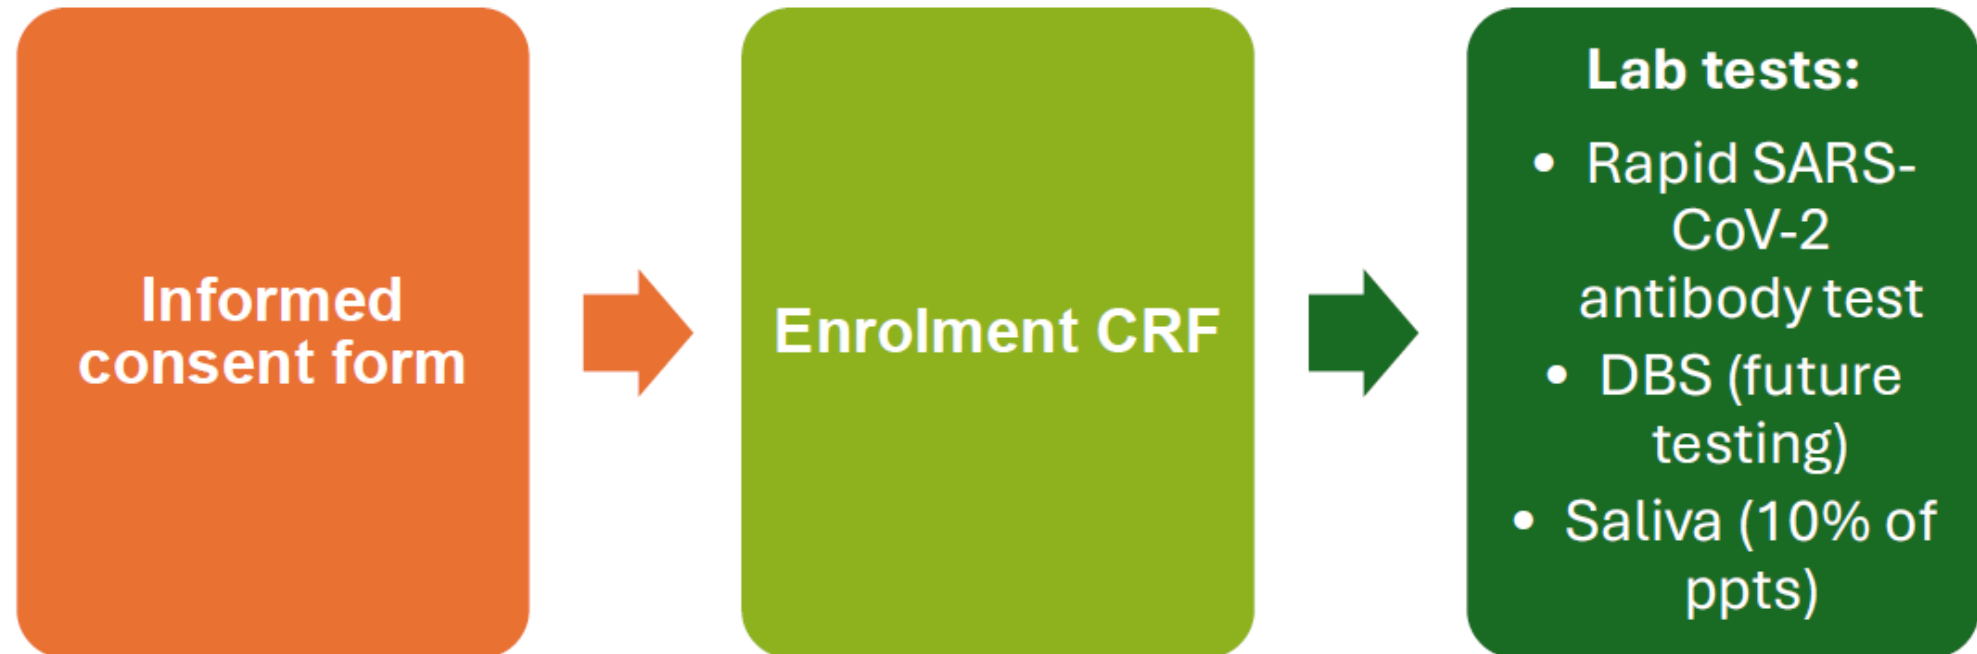 Informed
consent form
Enrolment CRF
Lab tests:
• Rapid SARS-
CoV-2
antibody test
• DBS (future
testing)
• Saliva (10% of
ppts)